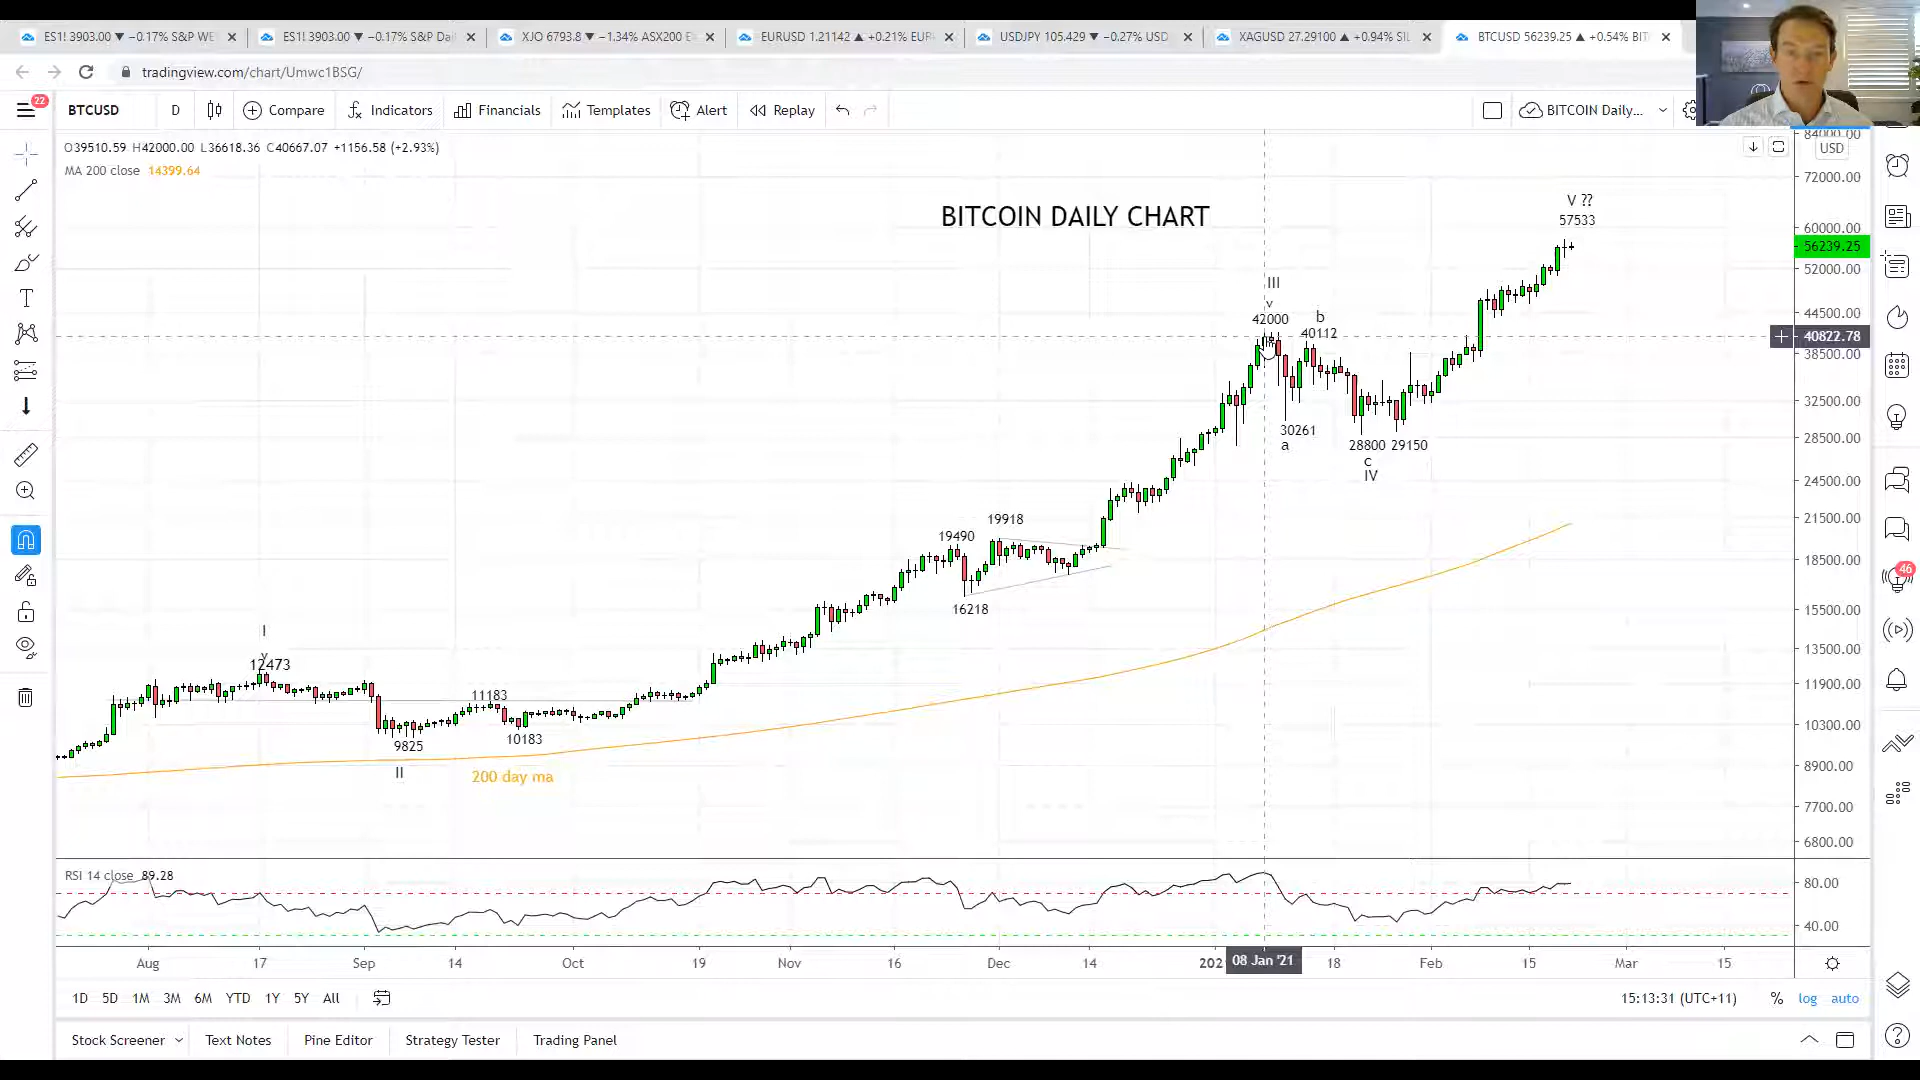 ES1! 3903.00 ▼ −0.17% S&P WE
ES1! 3903.00 ▼ −0.17% S&P Dai
XJO 6793.8 ▼ −1.34% ASX200 E
EURUSD 1.21142 ▲ +0.21% EUR
USDJPY 105.429 ▼ −0.27% USD
XAGUSD 27.29100 ▲ +0.94% SIL
BTCUSD 56239.25 ▲ +0.54% BIT
tradingview.com/chart/Umwc1BSG/
22
BTCUSD
D
Compare
Indicators
Financials
Templates
Alert
Replay
BITCOIN Daily...
O39510.59 H42000.00 L36618.36 C40667.07 +1156.58 (+2.93%)
MA 200 close 14399.64
BITCOIN DAILY CHART
USD
84000.00
72000.00
60000.00
56239.25
52000.00
44500.00
40822.78
38500.00
32500.00
28500.00
24500.00
21500.00
18500.00
15500.00
13500.00
11900.00
10300.00
8900.00
7700.00
6800.00
V ??
57533
III
v
42000
b
40112
30261
a
28800 29150
c
IV
19918
19490
16218
I
v
12473
11183
9825
10183
II
200 day ma
46
RSI 14 close 89.28
80.00
40.00
Aug 17 Sep 14 Oct 19 Nov 16 Dec 14 202 08 Jan '21 18 Feb 15 Mar 15
1D 5D 1M 3M 6M YTD 1Y 5Y All
15:13:31 (UTC+11) % log auto
Stock Screener Text Notes Pine Editor Strategy Tester Trading Panel